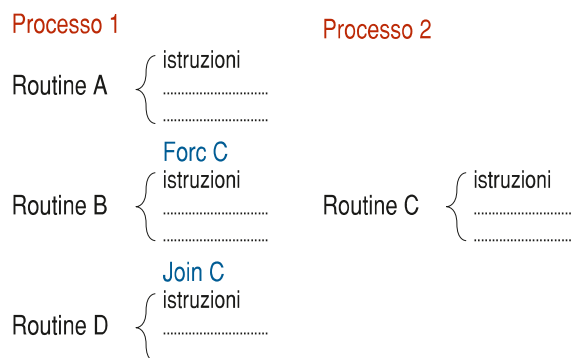 Processo 1
Routine A
istruzioni
..............................
..............................
Forc C
Routine B
istruzioni
..............................
..............................
Join C
Routine D
istruzioni
..............................
Processo 2
Routine C
istruzioni
............................
............................